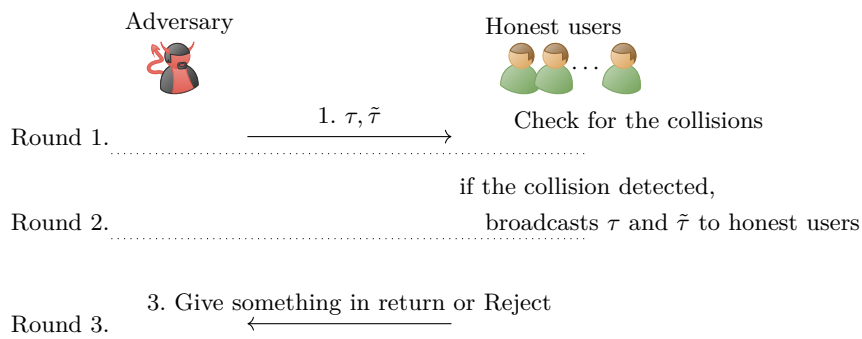 Adversary
Honest users
. . .
Round 1.
1. τ, τ̃
Check for the collisions
if the collision detected,
Round 2.
broadcasts τ and τ̃ to honest users
3. Give something in return or Reject
Round 3.